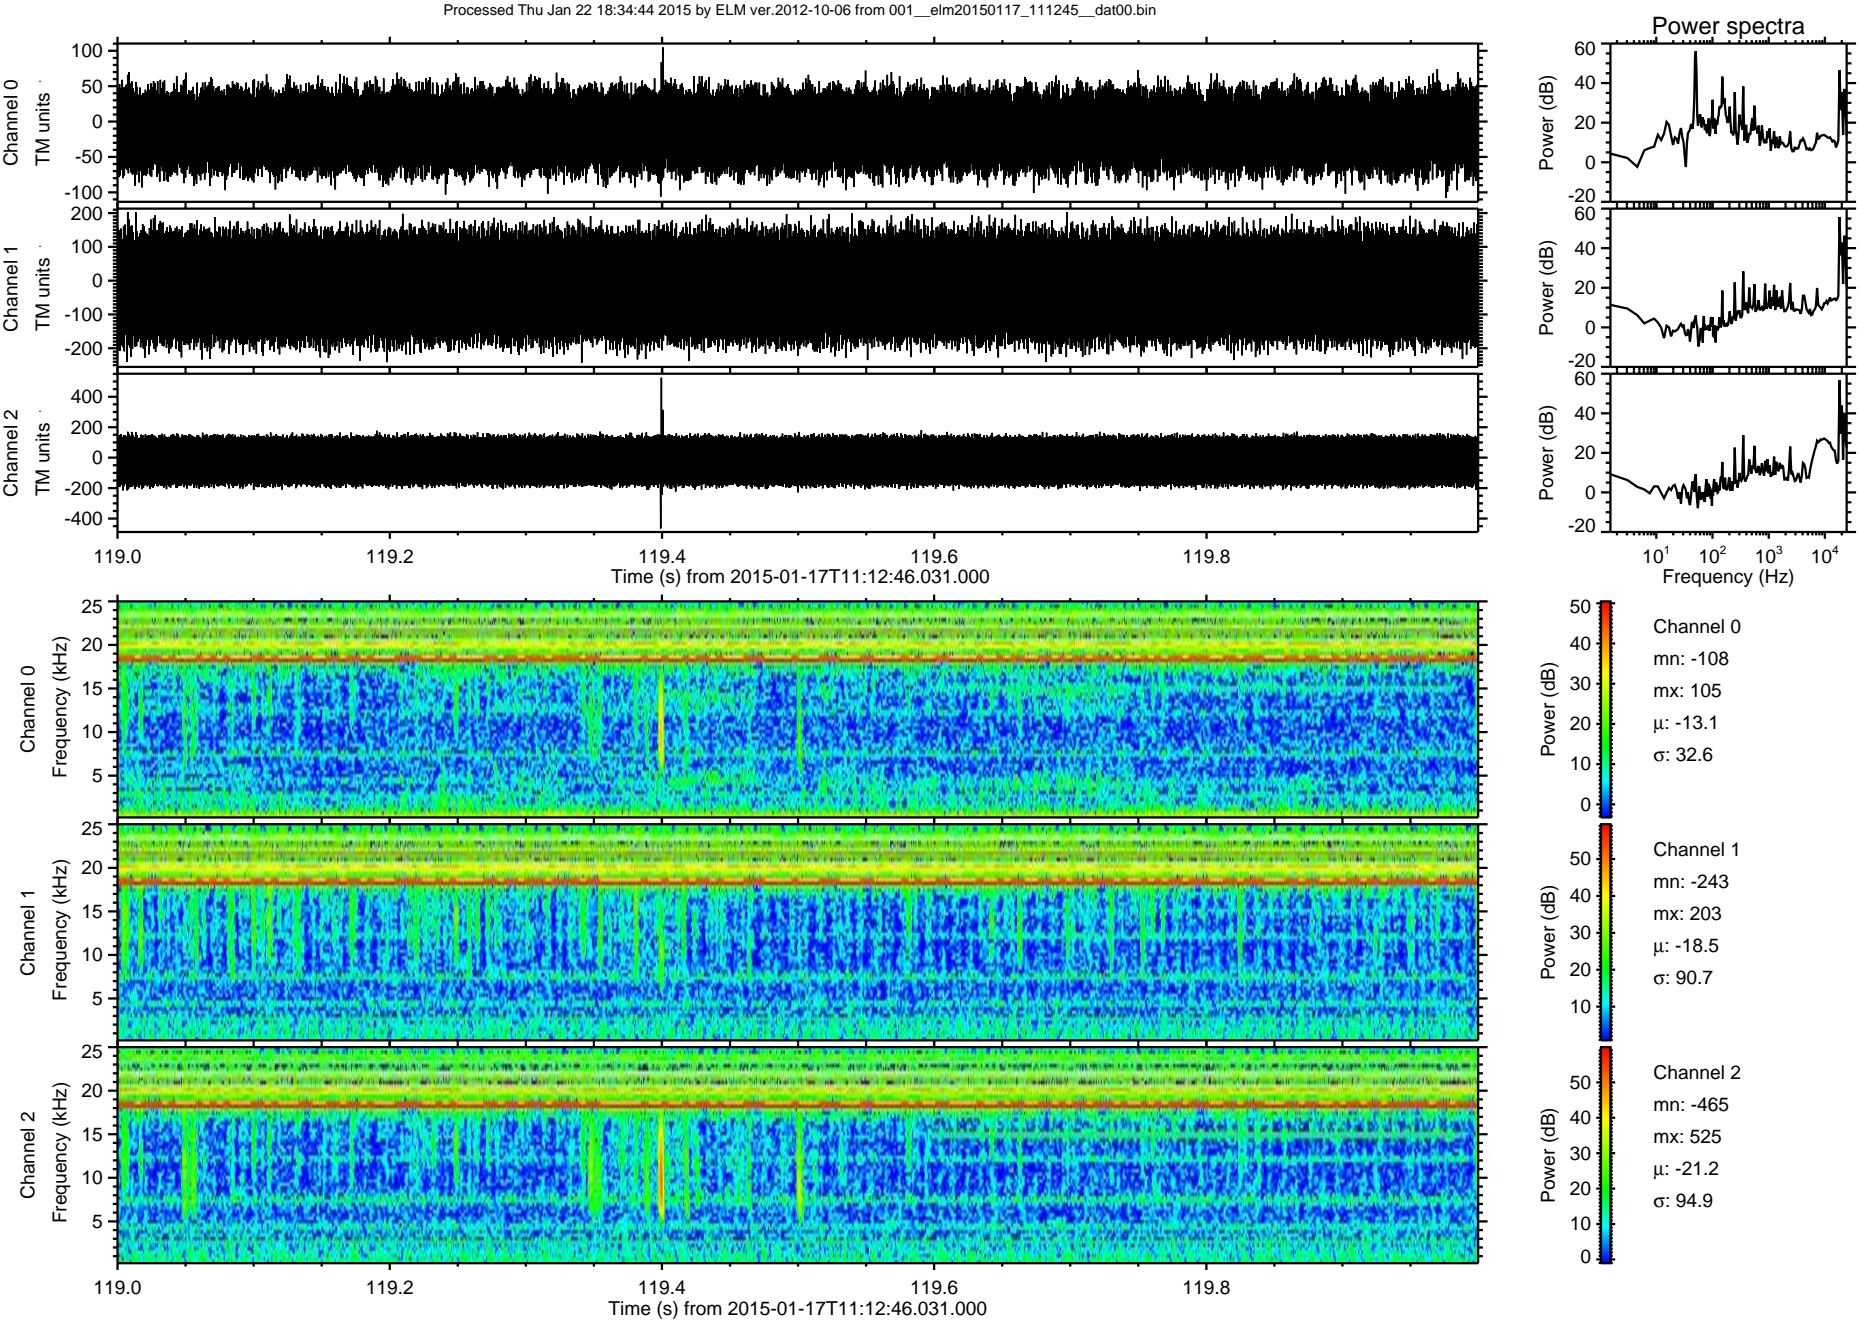 Processed Thu Jan 22 18:34:44 2015 by ELM ver.2012-10-06 from 001__elm20150117_111245__dat00.bin
Power spectra
Channel 0
TM units
100
50
0
-50
-100
Power (dB)
60
40
20
0
-20
Channel 1
TM units
200
100
0
-100
-200
Power (dB)
60
40
20
0
-20
Channel 2
TM units
400
200
0
-200
-400
Power (dB)
60
40
20
0
-20
119.0 119.2 119.4 119.6 119.8
Time (s) from 2015-01-17T11:12:46.031.000
10¹ 10² 10³ 10⁴
Frequency (Hz)
Channel 0
Frequency (kHz)
25
20
15
10
5
Power (dB)
50
40
30
20
10
0
Channel 0
mn: -108
mx: 105
μ: -13.1
σ: 32.6
Channel 1
Frequency (kHz)
25
20
15
10
5
Power (dB)
50
40
30
20
10
Channel 1
mn: -243
mx: 203
μ: -18.5
σ: 90.7
Channel 2
Frequency (kHz)
25
20
15
10
5
Power (dB)
50
40
30
20
10
0
Channel 2
mn: -465
mx: 525
μ: -21.2
σ: 94.9
119.0 119.2 119.4 119.6 119.8
Time (s) from 2015-01-17T11:12:46.031.000